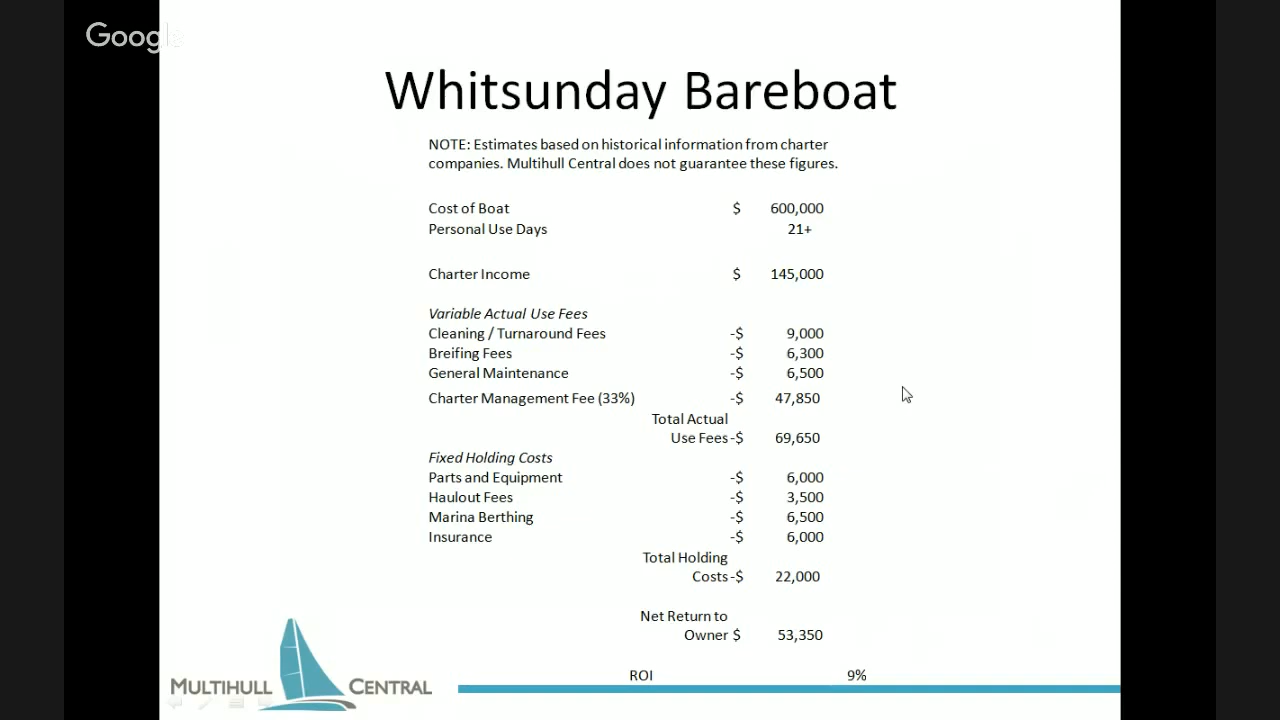 Google
Whitsunday Bareboat
NOTE: Estimates based on historical information from charter
companies. Multihull Central does not guarantee these figures.
Cost of Boat $ 600,000
Personal Use Days 21+
Charter Income $ 145,000
Variable Actual Use Fees
Cleaning / Turnaround Fees -$ 9,000
Breifing Fees -$ 6,300
General Maintenance -$ 6,500
Charter Management Fee (33%) -$ 47,850
Total Actual
Use Fees -$ 69,650
Fixed Holding Costs
Parts and Equipment -$ 6,000
Haulout Fees -$ 3,500
Marina Berthing -$ 6,500
Insurance -$ 6,000
Total Holding
Costs -$ 22,000
Net Return to
Owner $ 53,350
ROI 9%
MULTIHULL CENTRAL